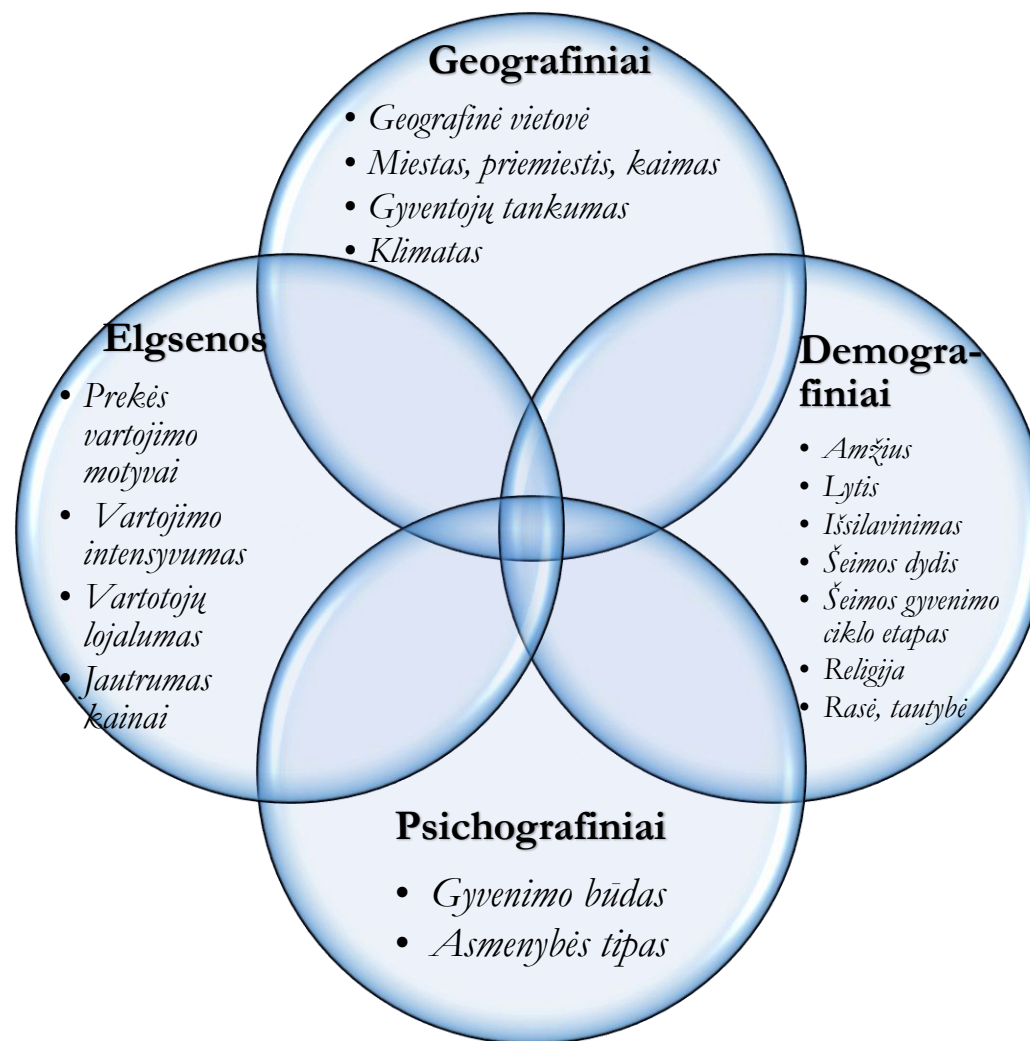 Geografiniai
• Geografinė vietovė
• Miestas, priemiestis, kaimas
• Gyventojų tankumas
• Klimatas
Elgsenos
• Prekės
vartojimo
motyvai
• Vartojimo
intensyvumas
• Vartotojų
lojalumas
• Jautrumas
kainai
Demogra-
finiai
• Amžius
• Lytis
• Išsilavinimas
• Šeimos dydis
• Šeimos gyvenimo
ciklo etapas
• Religija
• Rasė, tautybė
Psichografiniai
• Gyvenimo būdas
• Asmenybės tipas